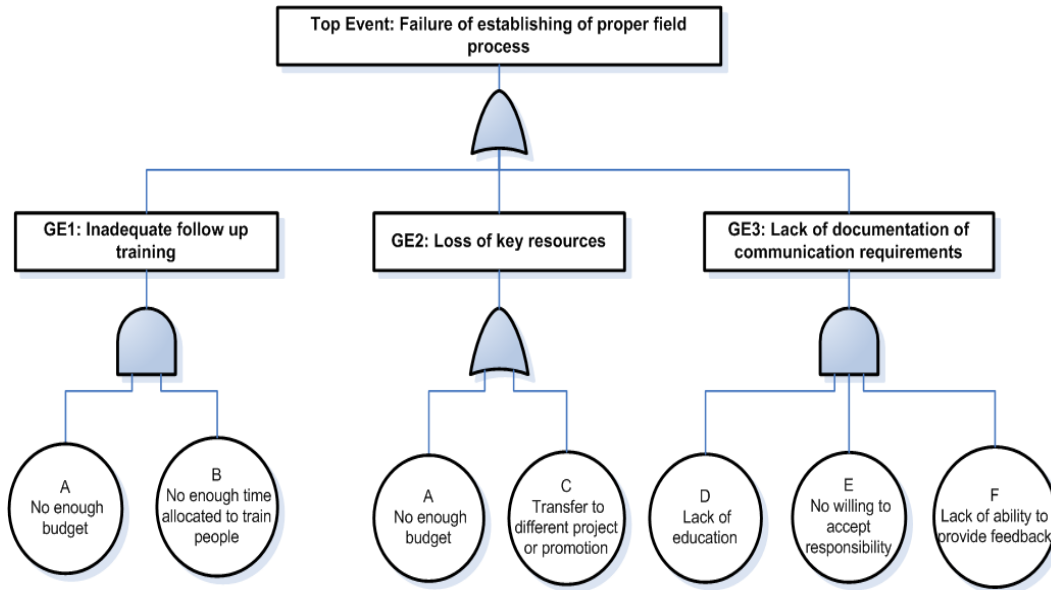 Top Event: Failure of establishing of proper field
process
GE1: Inadequate follow up
training
GE2: Loss of key resources
GE3: Lack of documentation of
communication requirements
A
No enough
budget
B
No enough time
allocated to train
people
A
No enough
budget
C
Transfer to
different project
or promotion
D
Lack of
education
E
No willing to
accept
responsibility
F
Lack of ability to
provide feedback